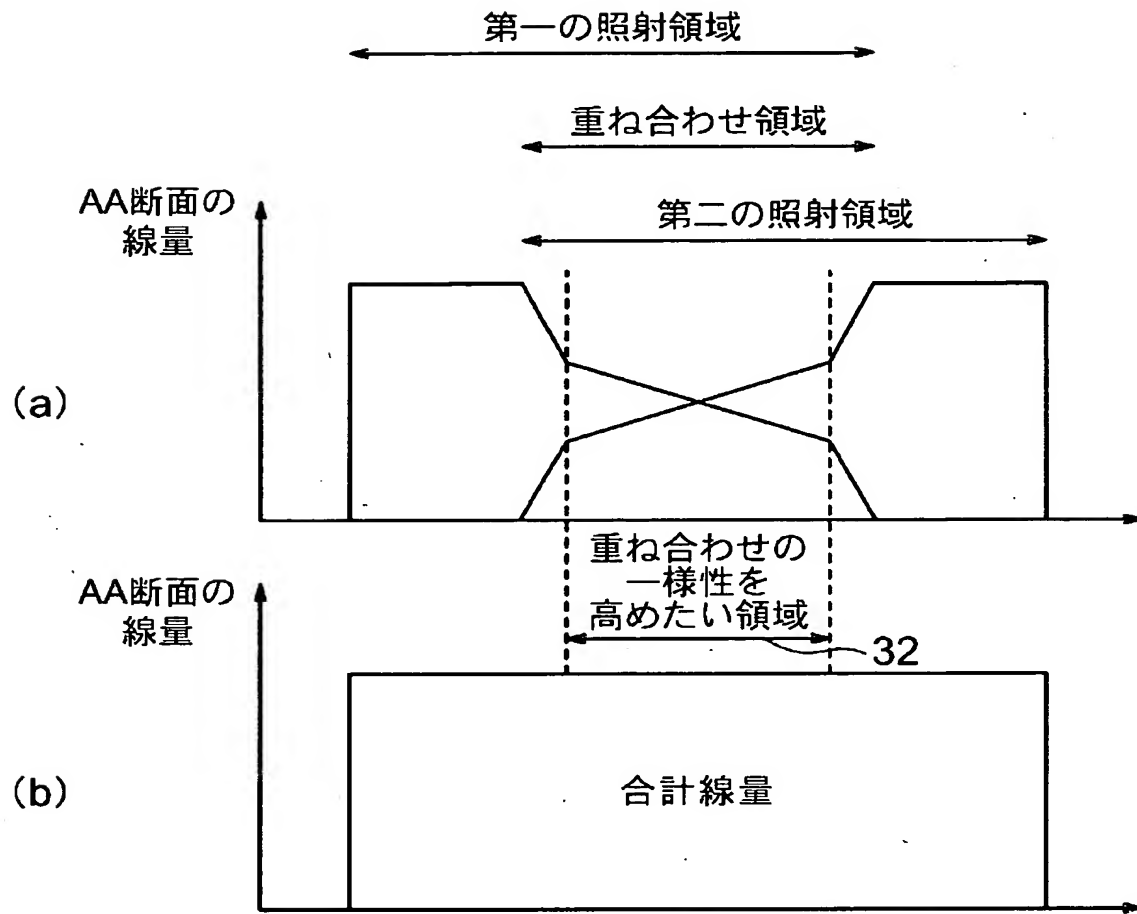 第一の照射領域
重ね合わせ領域
AA断面の
線量
第二の照射領域
(a)
重ね合わせの
一様性を
高めたい領域
32
AA断面の
線量
(b)
合計線量